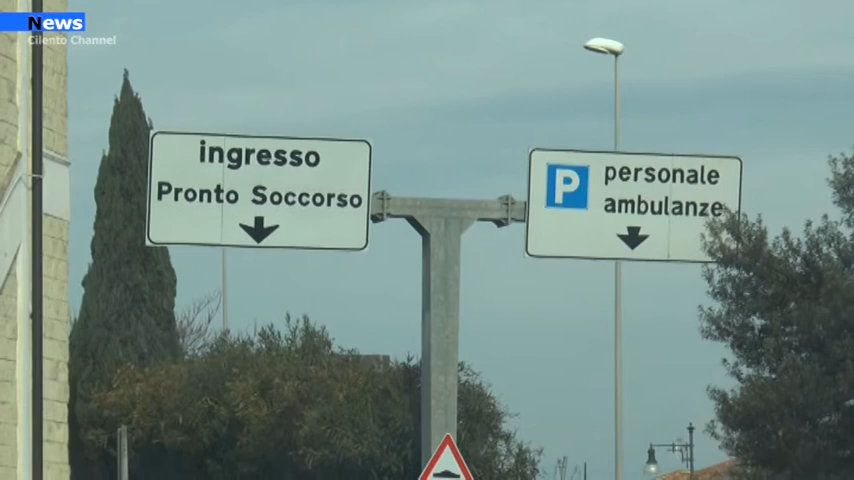 News
Cilento Channel
ingresso
Pronto Soccorso
P
personale
ambulanze